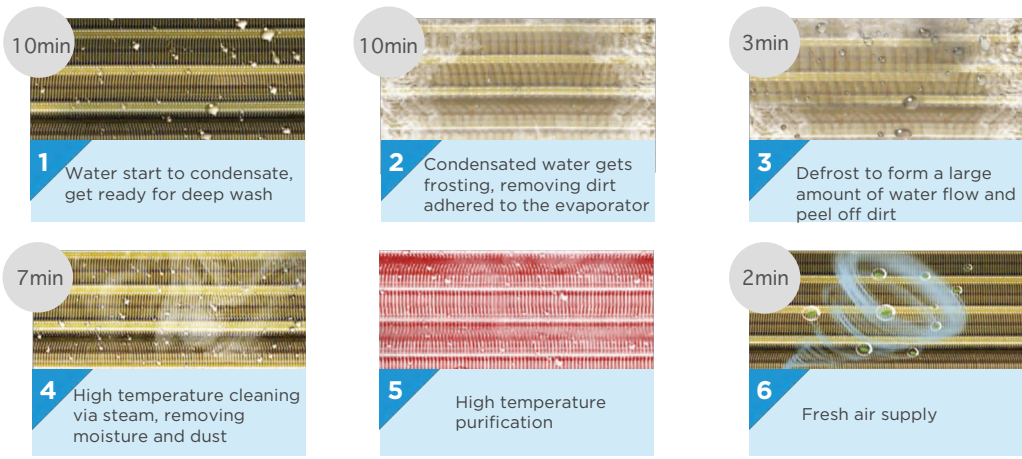 10min
1
Water start to condensate,
get ready for deep wash
10min
2
Condensated water gets
frosting, removing dirt
adhered to the evaporator
3min
3
Defrost to form a large
amount of water flow and
peel off dirt
7min
4
High temperature cleaning
via steam, removing
moisture and dust
5
High temperature
purification
2min
6
Fresh air supply